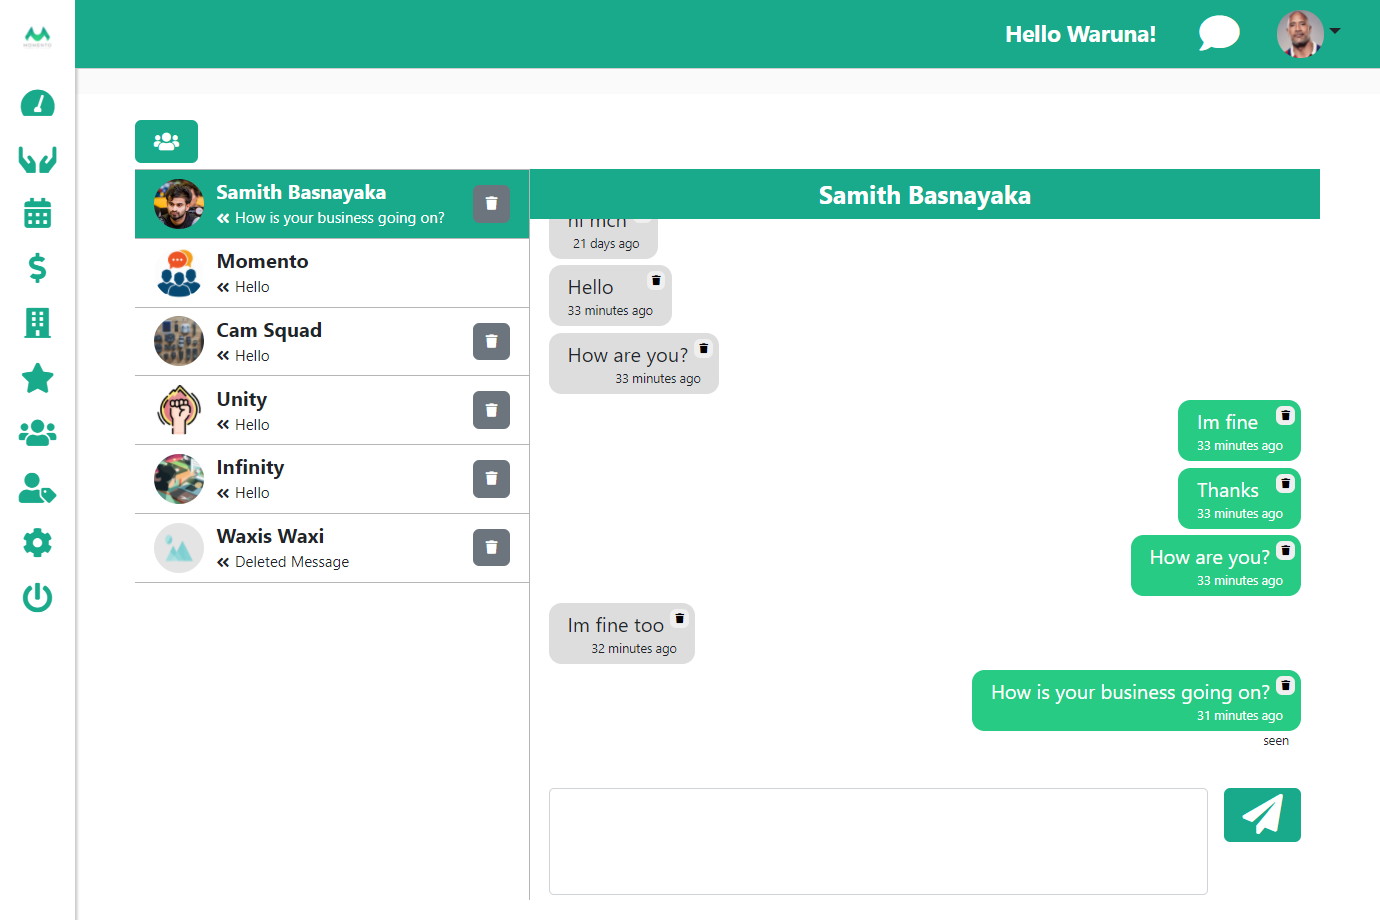 MOMENTO
Hello Waruna!
Samith Basnayaka
How is your business going on?
Momento
Hello
Cam Squad
Hello
Unity
Hello
Infinity
Hello
Waxis Waxi
Deleted Message
Samith Basnayaka
hi mch
21 days ago
Hello
33 minutes ago
How are you?
33 minutes ago
Im fine
33 minutes ago
Thanks
33 minutes ago
How are you?
33 minutes ago
Im fine too
32 minutes ago
How is your business going on?
31 minutes ago
seen